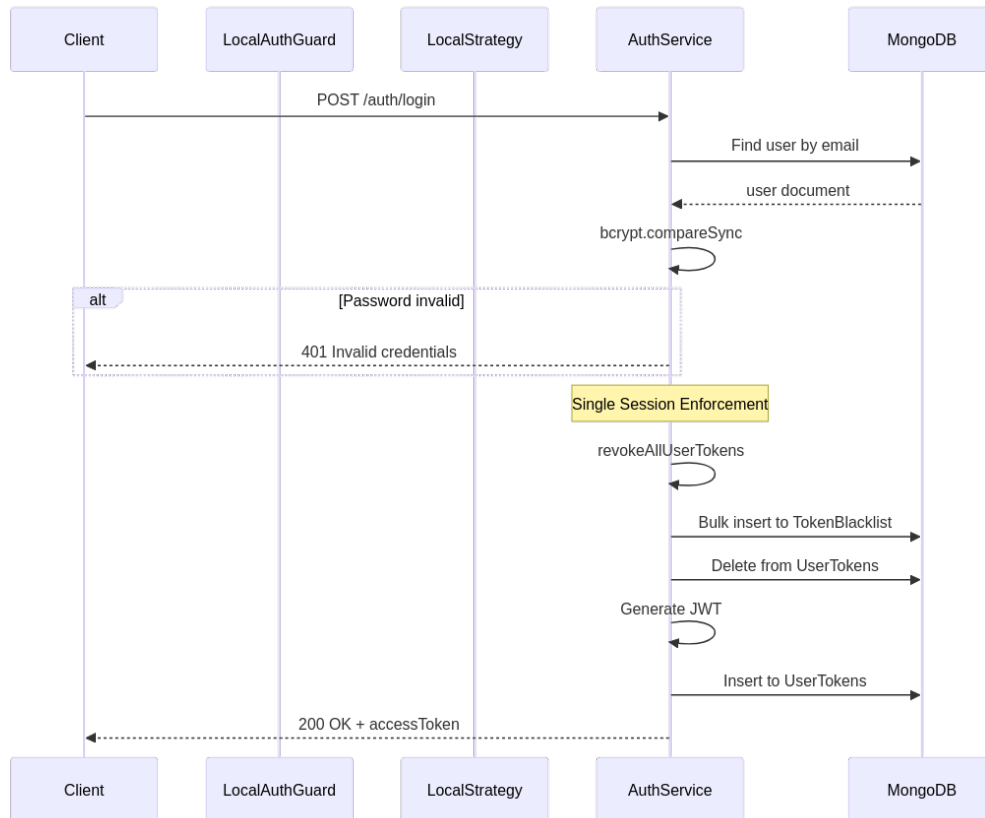 Client
LocalAuthGuard
LocalStrategy
AuthService
MongoDB
POST /auth/login
Find user by email
user document
bcrypt.compareSync
alt
[Password invalid]
401 Invalid credentials
Single Session Enforcement
revokeAllUserTokens
Bulk insert to TokenBlacklist
Delete from UserTokens
Generate JWT
Insert to UserTokens
200 OK + accessToken
Client
LocalAuthGuard
LocalStrategy
AuthService
MongoDB